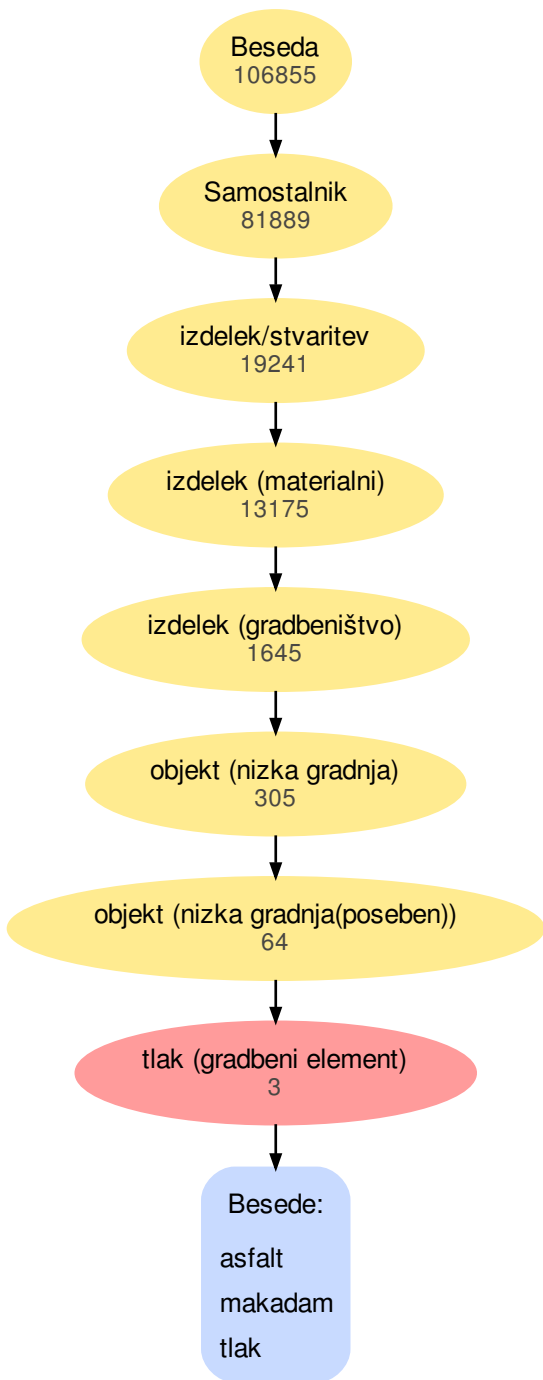 Beseda
106855
Samostalnik
81889
izdelek/stvaritev
19241
izdelek (materialni)
13175
izdelek (gradbeništvo)
1645
objekt (nizka gradnja)
305
objekt (nizka gradnja(poseben))
64
tlak (gradbeni element)
3
Besede:
asfalt
makadam
tlak